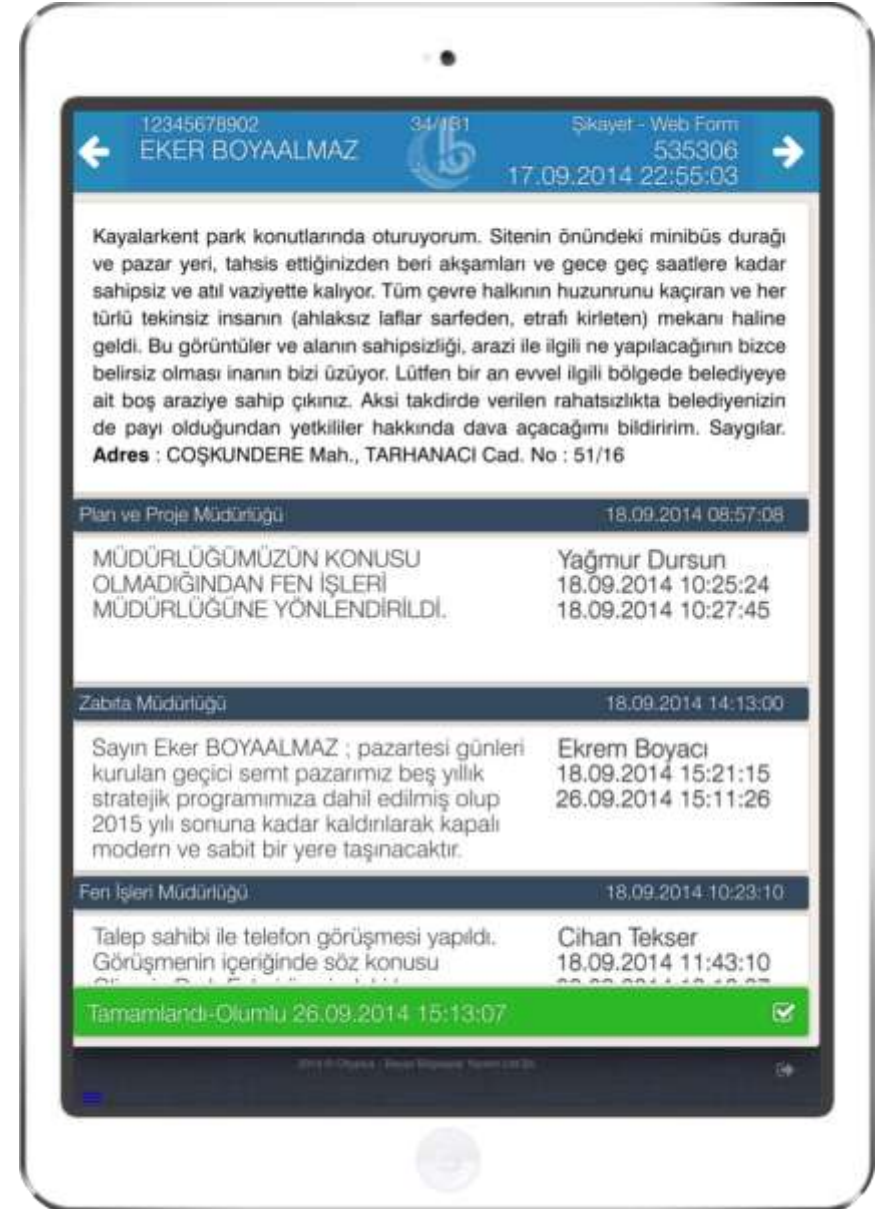 12345678902 34/181 Şikayet - Web Form
EKER BOYAALMAZ 535306
17.09.2014 22:55:03
Kayalarkent park konutlarında oturuyorum. Sitenin önündeki minibüs durağı
ve pazar yeri, tahsis ettiğinizden beri akşamları ve gece geç saatlere kadar
sahipsiz ve atıl vaziyette kalıyor. Tüm çevre halkının huzunrunu kaçıran ve her
türlü tekinsiz insanın (ahlaksız laflar sarfeden, etrafı kirleten) mekanı haline
geldi. Bu görüntüler ve alanın sahipsizliği, arazi ile ilgili ne yapılacağının bizce
belirsiz olması inanın bizi üzüyor. Lütfen bir an evvel ilgili bölgede belediyeye
ait boş araziye sahip çıkınız. Aksi takdirde verilen rahatsızlıkta belediyenizin
de payı olduğundan yetkililer hakkında dava açacağımı bildiririm. Saygılar.
Adres : COŞKUNDERE Mah., TARHANACI Cad. No : 51/16
Plan ve Proje Müdürlüğü 18.09.2014 08:57:08
MÜDÜRLÜĞÜMÜZÜN KONUSU Yağmur Dursun
OLMADIĞINDAN FEN İŞLERİ 18.09.2014 10:25:24
MÜDÜRLÜĞÜNE YÖNLENDİRİLDİ. 18.09.2014 10:27:45
Zabıta Müdürlüğü 18.09.2014 14:13:00
Sayın Eker BOYAALMAZ ; pazartesi günleri Ekrem Boyacı
kurulan geçici semt pazarımız beş yıllık 18.09.2014 15:21:15
stratejik programımıza dahil edilmiş olup 26.09.2014 15:11:26
2015 yılı sonuna kadar kaldırılarak kapalı
modern ve sabit bir yere taşınacaktır.
Fen İşleri Müdürlüğü 18.09.2014 10:23:10
Talep sahibi ile telefon görüşmesi yapıldı. Cihan Tekser
Görüşmenin içeriğinde söz konusu 18.09.2014 11:43:10
Tamamlandı-Olumlu 26.09.2014 15:13:07